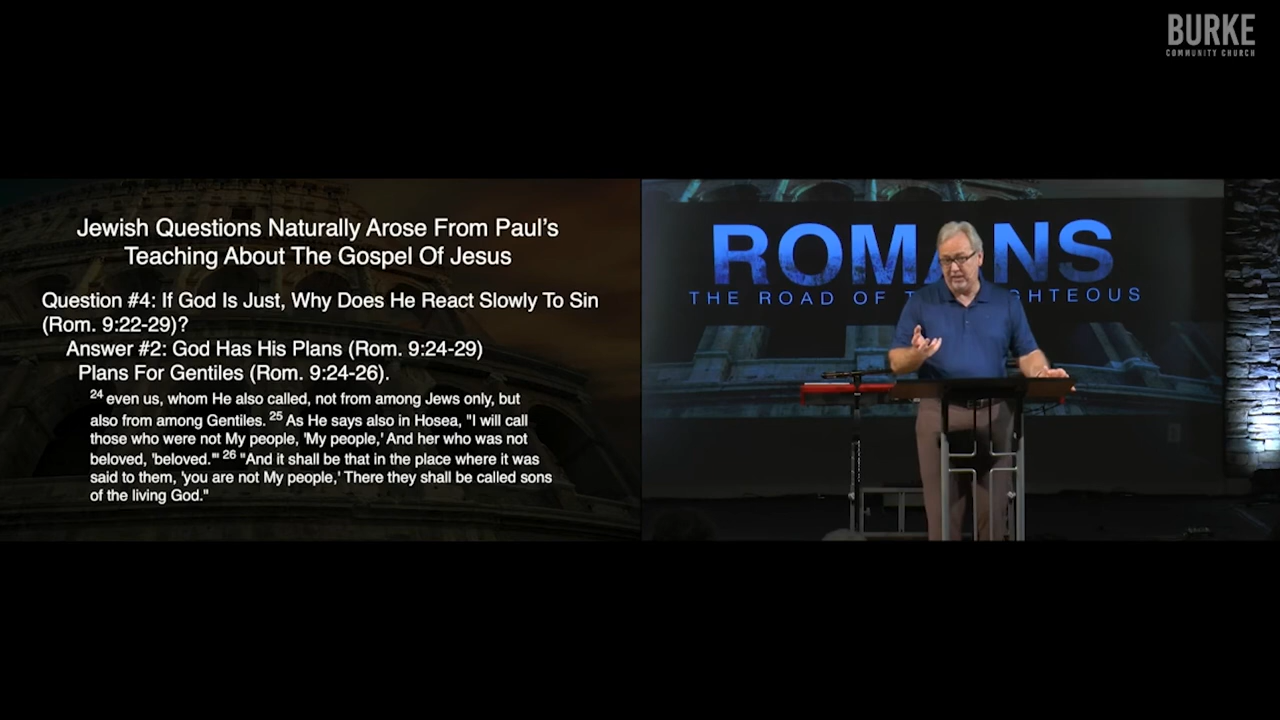 BURKE
COMMUNITY CHURCH
Jewish Questions Naturally Arose From Paul's
Teaching About The Gospel Of Jesus
Question #4: If God Is Just, Why Does He React Slowly To Sin
(Rom. 9:22-29)?
Answer #2: God Has His Plans (Rom. 9:24-29)
Plans For Gentiles (Rom. 9:24-26).
24 even us, whom He also called, not from among Jews only, but
also from among Gentiles. 25 As He says also in Hosea, "I will call
those who were not My people, 'My people,' And her who was not
beloved, 'beloved.'" 26 "And it shall be that in the place where it was
said to them, 'you are not My people,' There they shall be called sons
of the living God."
ROMANS
THE ROAD OF